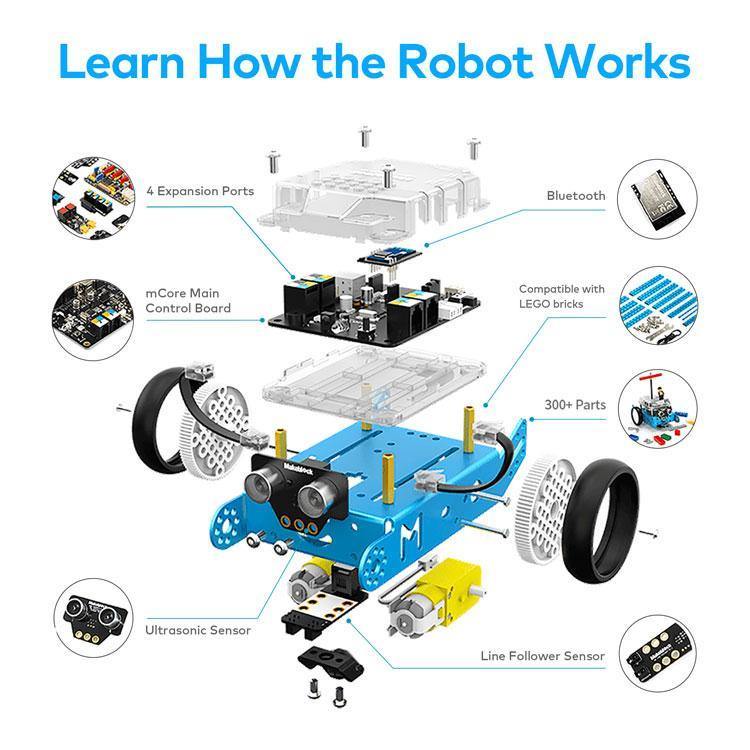 Learn How the Robot Works
4 Expansion Ports
Bluetooth
mCore Main
Control Board
Compatible with
LEGO bricks
300+ Parts
Makeblock
M
Ultrasonic Sensor
Line Follower Sensor